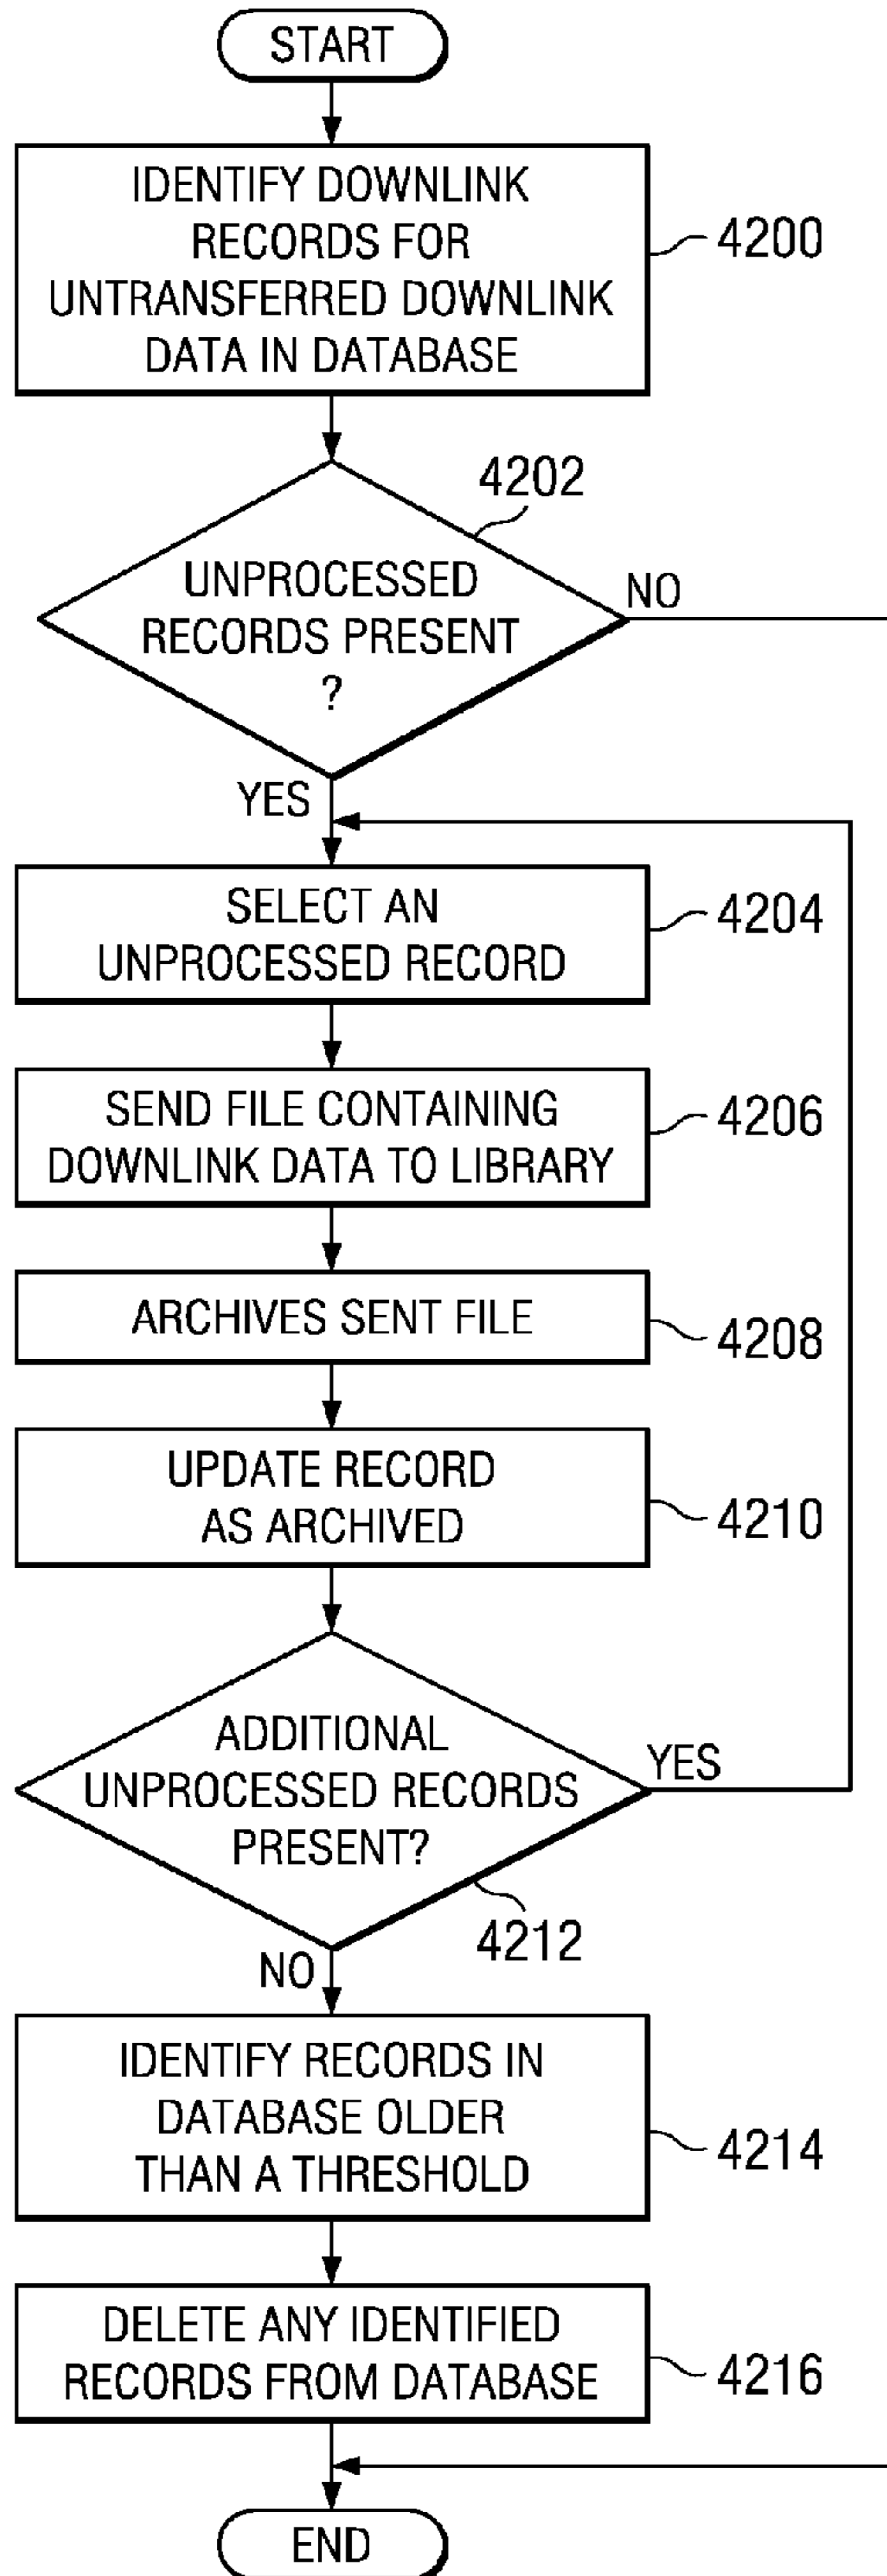 START
IDENTIFY DOWNLINK
RECORDS FOR
UNTRANSFERRED DOWNLINK
DATA IN DATABASE
4200
4202
UNPROCESSED
RECORDS PRESENT
?
NO
YES
SELECT AN
UNPROCESSED RECORD
4204
SEND FILE CONTAINING
DOWNLINK DATA TO LIBRARY
4206
ARCHIVES SENT FILE
4208
UPDATE RECORD
AS ARCHIVED
4210
ADDITIONAL
UNPROCESSED RECORDS
PRESENT?
YES
4212
NO
IDENTIFY RECORDS IN
DATABASE OLDER
THAN A THRESHOLD
4214
DELETE ANY IDENTIFIED
RECORDS FROM DATABASE
4216
END